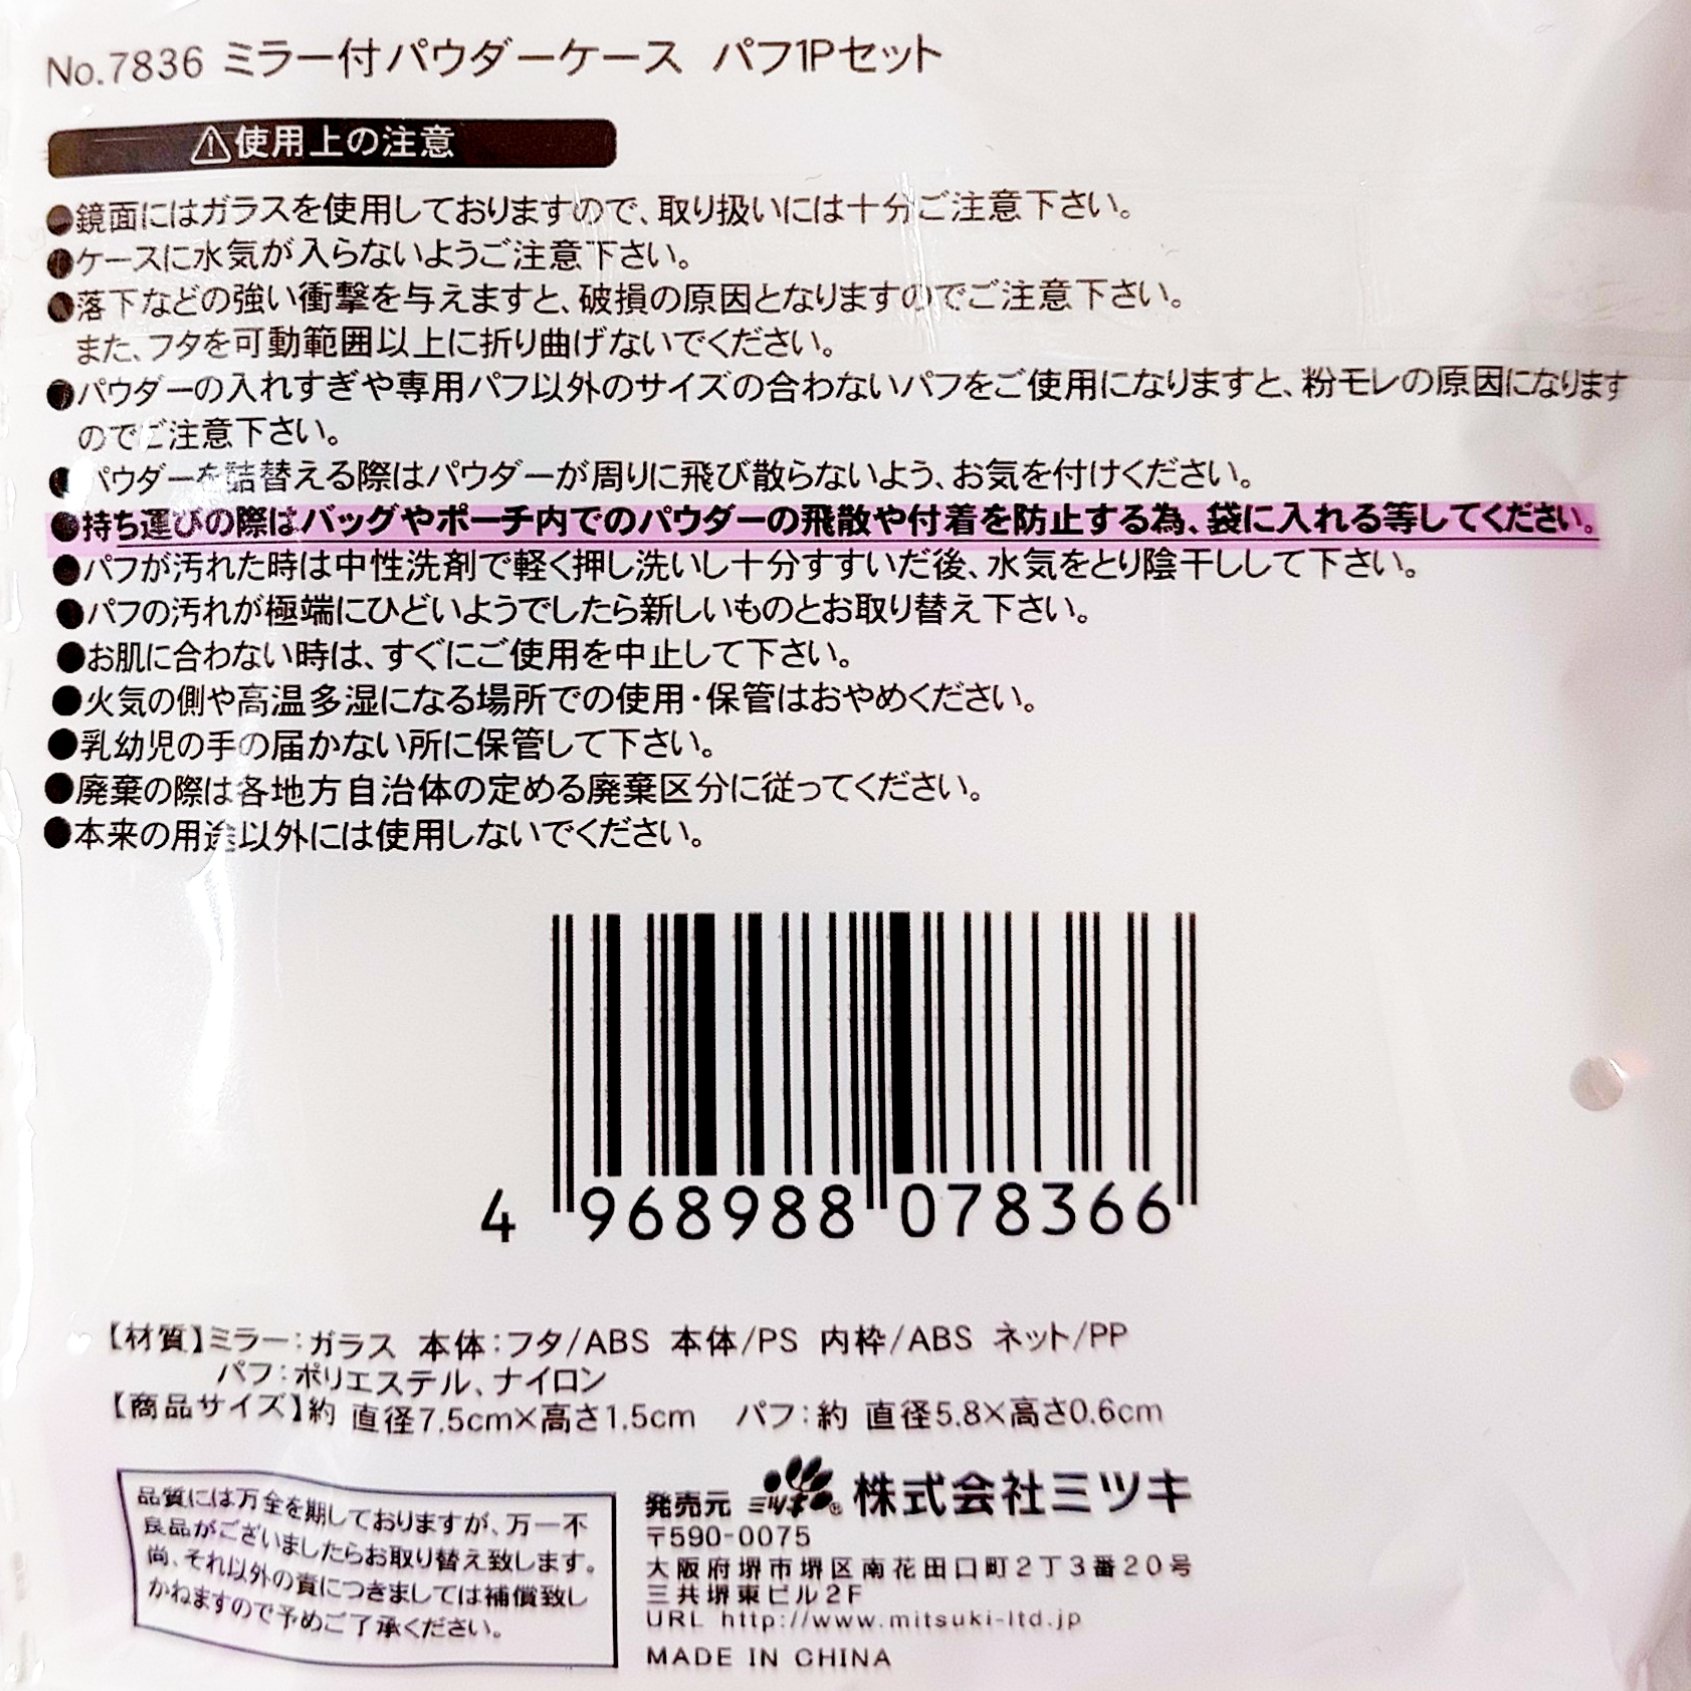 No.7836 ミラー付パウダーケース パフ1Pセット
⚠使用上の注意
●鏡面にはガラスを使用しておりますので、取り扱いには十分ご注意下さい。
●ケースに水気が入らないようご注意下さい。
●落下などの強い衝撃を与えますと、破損の原因となりますのでご注意下さい。
また、フタを可動範囲以上に折り曲げないでください。
●パウダーの入れすぎや専用パフ以外のサイズの合わないパフをご使用になりますと、粉モレの原因になります
のでご注意下さい。
●パウダーを詰替える際はパウダーが周りに飛び散らないよう、お気を付けください。
●持ち運びの際はバッグやポーチ内でのパウダーの飛散や付着を防止する為、袋に入れる等してください。
●パフが汚れた時は中性洗剤で軽く押し洗いし十分すすいだ後、水気をとり陰干しして下さい。
●パフの汚れが極端にひどいようでしたら新しいものとお取り替え下さい。
●お肌に合わない時は、すぐにご使用を中止して下さい。
●火気の側や高温多湿になる場所での使用・保管はおやめください。
●乳幼児の手の届かない所に保管して下さい。
●廃棄の際は各地方自治体の定める廃棄区分に従ってください。
●本来の用途以外には使用しないでください。
4 968988 078366
【材質】ミラー:ガラス 本体:フタ/ABS 本体/PS 内枠/ABS ネット/PP
パフ:ポリエステル、ナイロン
【商品サイズ】約 直径7.5cm×高さ1.5cm パフ:約 直径5.8×高さ0.6cm
品質には万全を期しておりますが、万一不
良品がございましたらお取り替え致します。
尚、それ以外の責につきましては補償致し
かねますので予めご了承ください。
発売元 ミツキ® 株式会社ミツキ
〒590-0075
大阪府堺市堺区南花田口町2丁3番20号
三共堺東ビル2F
URL http://www.mitsuki-ltd.jp
MADE IN CHINA